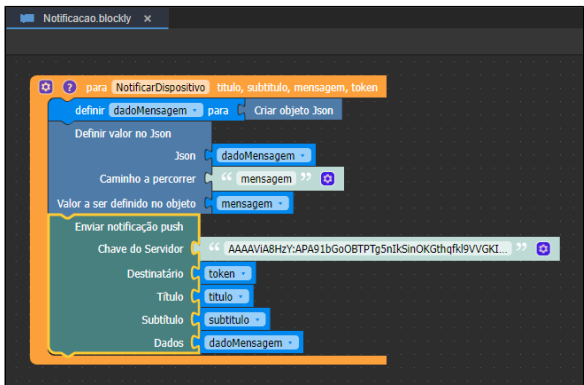 Notificacao.blockly ×
? para NotificarDispositivo titulo, subtitulo, mensagem, token
definir dadoMensagem para Criar objeto Json
Definir valor no Json
Json dadoMensagem
Caminho a percorrer “ mensagem ”
Valor a ser definido no objeto mensagem
Enviar notificação push
Chave do Servidor “ AAAAViA8HzY:APA91bGoOBTPTg5nIkSinOKGthqfkl9VVGKI... ”
Destinatário token
Título titulo
Subtítulo subtitulo
Dados dadoMensagem